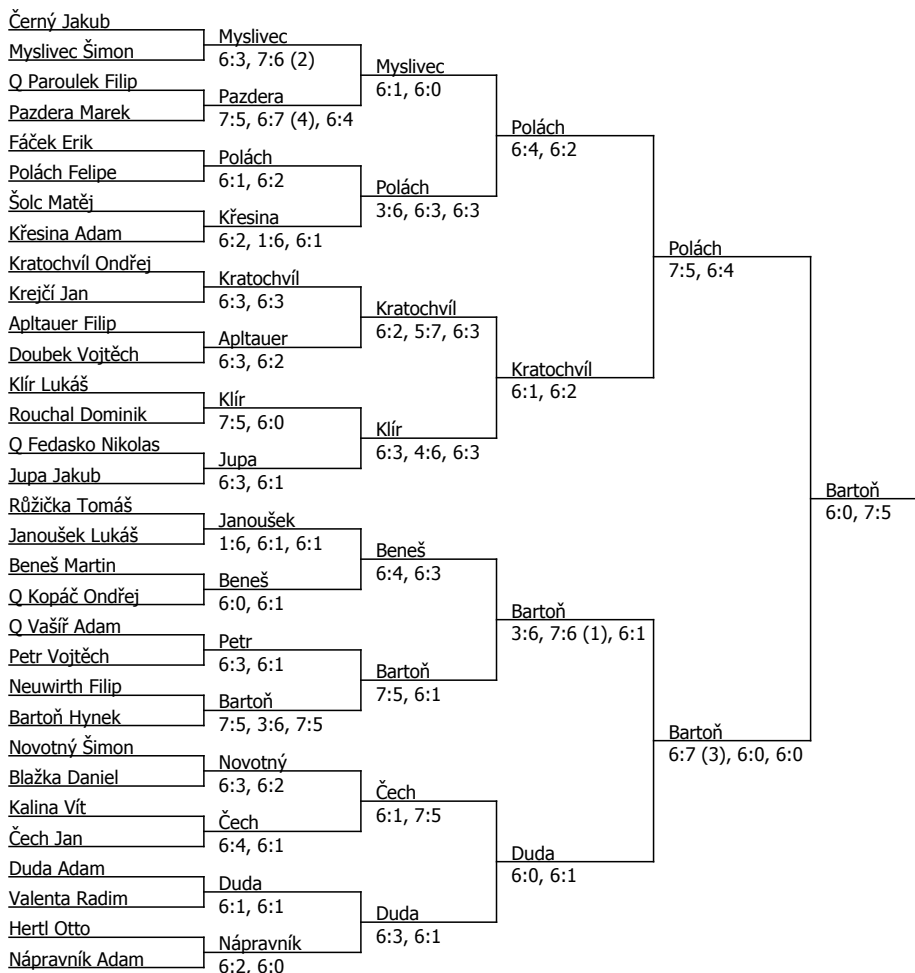 Černý Jakub
Myslivec Šimon
Q Paroulek Filip
Pazdera Marek
Fáček Erik
Polách Felipe
Šolc Matěj
Křesina Adam
Kratochvíl Ondřej
Krejčí Jan
Apltauer Filip
Doubek Vojtěch
Klír Lukáš
Rouchal Dominik
Q Fedasko Nikolas
Jupa Jakub
Růžička Tomáš
Janoušek Lukáš
Beneš Martin
Q Kopáč Ondřej
Q Vašíř Adam
Petr Vojtěch
Neuwirth Filip
Bartoň Hynek
Novotný Šimon
Blažka Daniel
Kalina Vít
Čech Jan
Duda Adam
Valenta Radim
Hertl Otto
Nápravník Adam
Myslivec
6:3, 7:6 (2)
Pazdera
7:5, 6:7 (4), 6:4
Polách
6:1, 6:2
Křesina
6:2, 1:6, 6:1
Kratochvíl
6:3, 6:3
Apltauer
6:3, 6:2
Klír
7:5, 6:0
Jupa
6:3, 6:1
Janoušek
1:6, 6:1, 6:1
Beneš
6:0, 6:1
Petr
6:3, 6:1
Bartoň
7:5, 3:6, 7:5
Novotný
6:3, 6:2
Čech
6:4, 6:1
Duda
6:1, 6:1
Nápravník
6:2, 6:0
Myslivec
6:1, 6:0
Polách
3:6, 6:3, 6:3
Kratochvíl
6:2, 5:7, 6:3
Klír
6:3, 4:6, 6:3
Beneš
6:4, 6:3
Bartoň
7:5, 6:1
Čech
6:1, 7:5
Duda
6:3, 6:1
Polách
6:4, 6:2
Kratochvíl
6:1, 6:2
Bartoň
3:6, 7:6 (1), 6:1
Duda
6:0, 6:1
Polách
7:5, 6:4
Bartoň
6:7 (3), 6:0, 6:0
Bartoň
6:0, 7:5